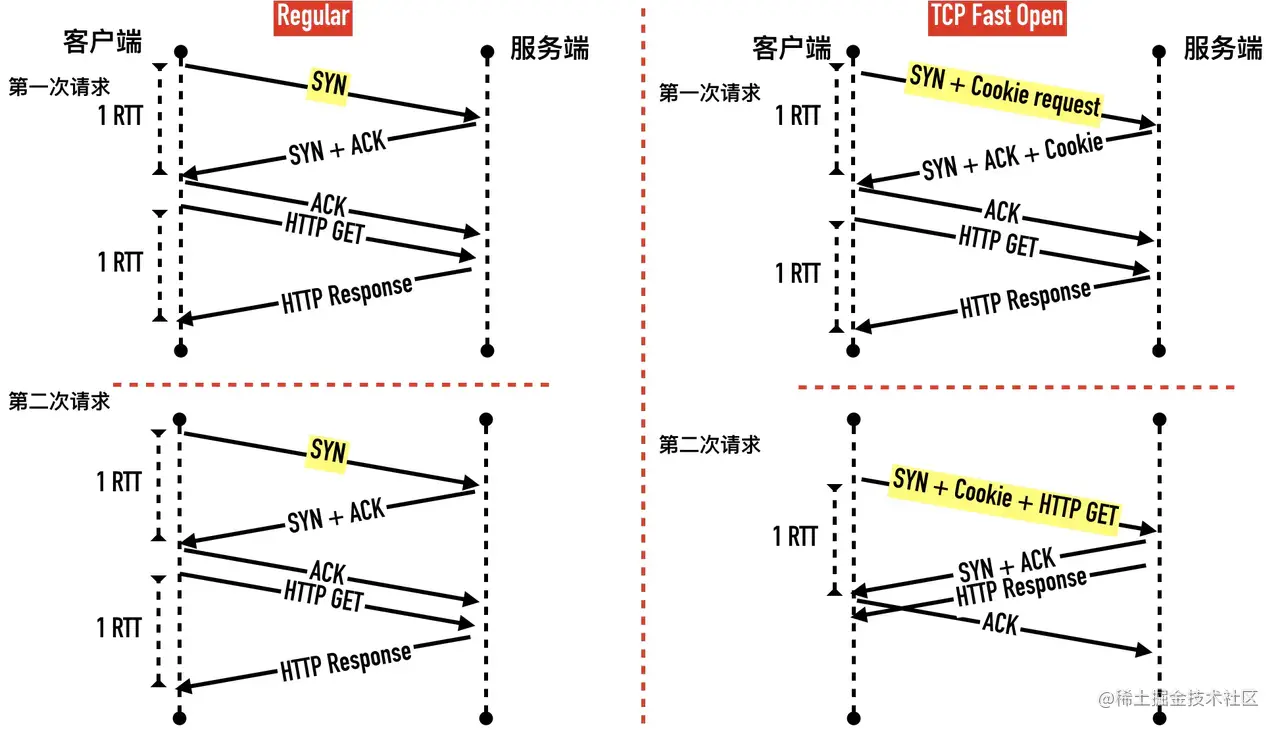 Regular
客户端
服务端
第一次请求
1 RTT
SYN
SYN + ACK
ACK
HTTP GET
1 RTT
HTTP Response
第二次请求
1 RTT
SYN
SYN + ACK
ACK
HTTP GET
1 RTT
HTTP Response
TCP Fast Open
客户端
服务端
第一次请求
1 RTT
SYN + Cookie request
SYN + ACK + Cookie
ACK
HTTP GET
1 RTT
HTTP Response
第二次请求
SYN + Cookie + HTTP GET
1 RTT
SYN + ACK
HTTP Response
ACK
@稀土掘金技术社区